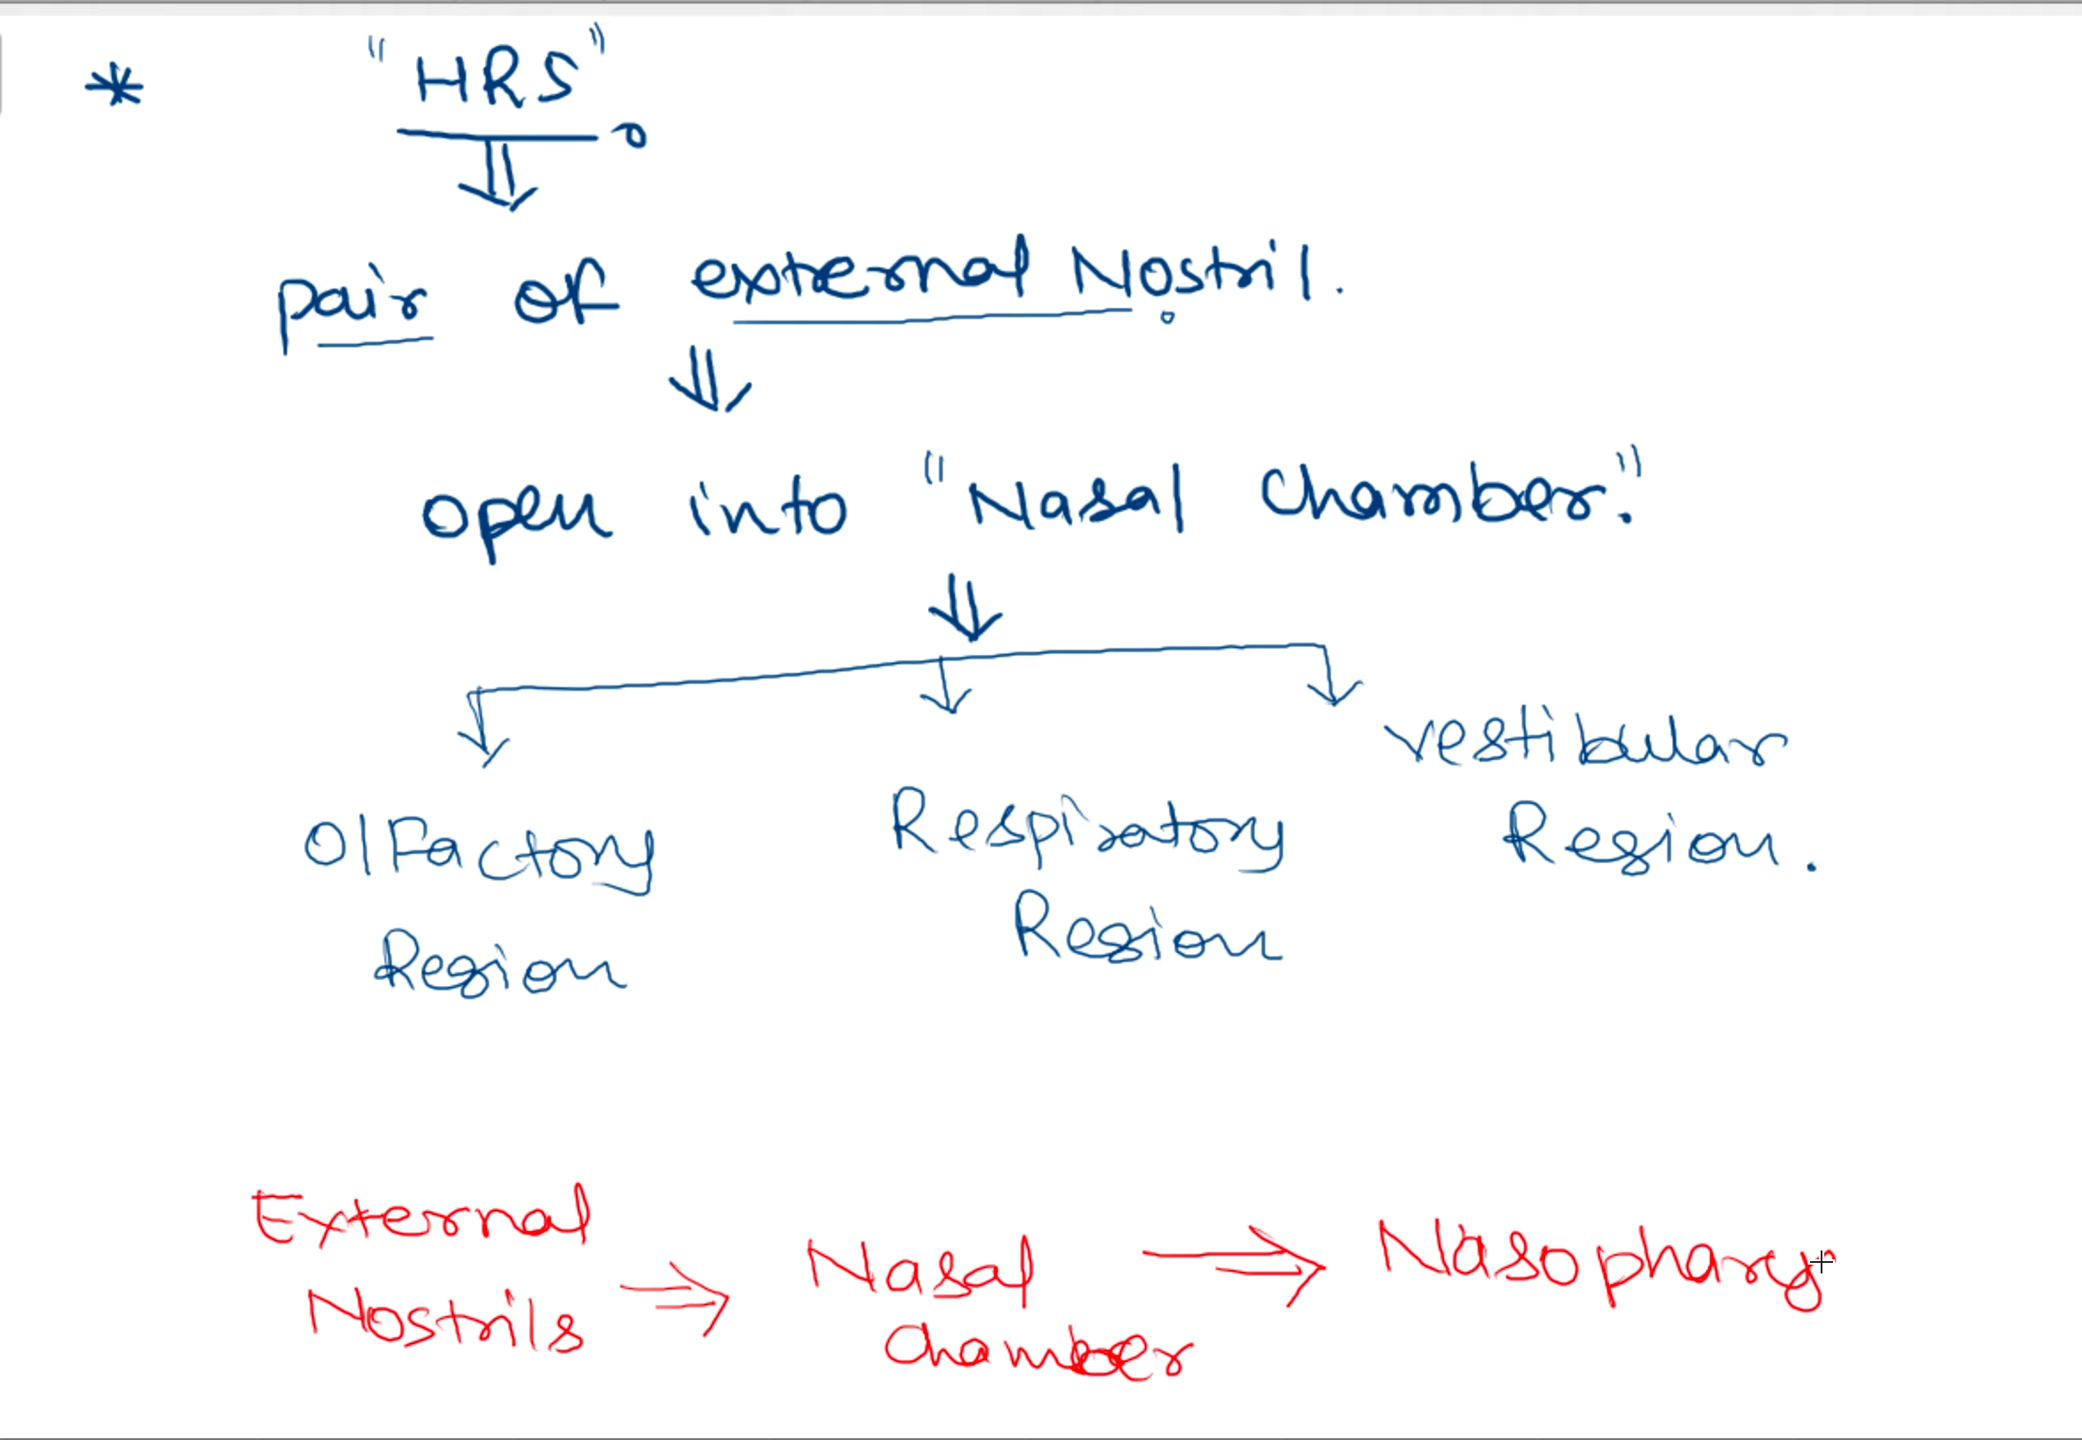 * "HRS"
pair of external Nostril.
open into "Nasal chamber."
Olfactory Region
Respiratory Region
vestibular Region.
External Nostrils ⇒ Nasal chamber ⇒ Nasopharyn